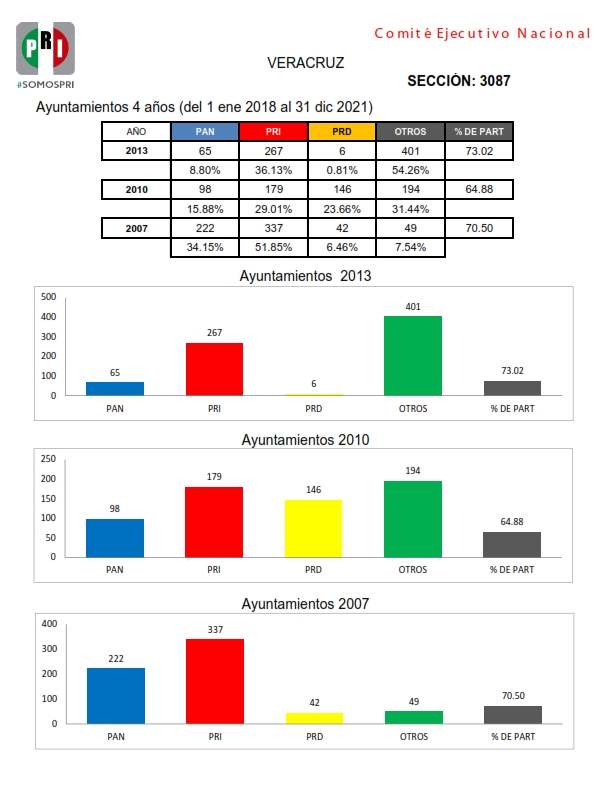 Comité Ejecutivo Nacional
PRI
#SOMOSPRI
VERACRUZ
SECCIÓN: 3087
Ayuntamientos 4 años (del 1 ene 2018 al 31 dic 2021)
AÑO PAN PRI PRD OTROS % DE PART
2013 65 267 6 401 73.02
8.80% 36.13% 0.81% 54.26%
2010 98 179 146 194 64.88
15.88% 29.01% 23.66% 31.44%
2007 222 337 42 49 70.50
34.15% 51.85% 6.46% 7.54%
Ayuntamientos 2013
500
400
300
200
100
0
65 267 6 401 73.02
PAN PRI PRD OTROS % DE PART
Ayuntamientos 2010
250
200
150
100
50
0
98 179 146 194 64.88
PAN PRI PRD OTROS % DE PART
Ayuntamientos 2007
400
300
200
100
0
222 337 42 49 70.50
PAN PRI PRD OTROS % DE PART